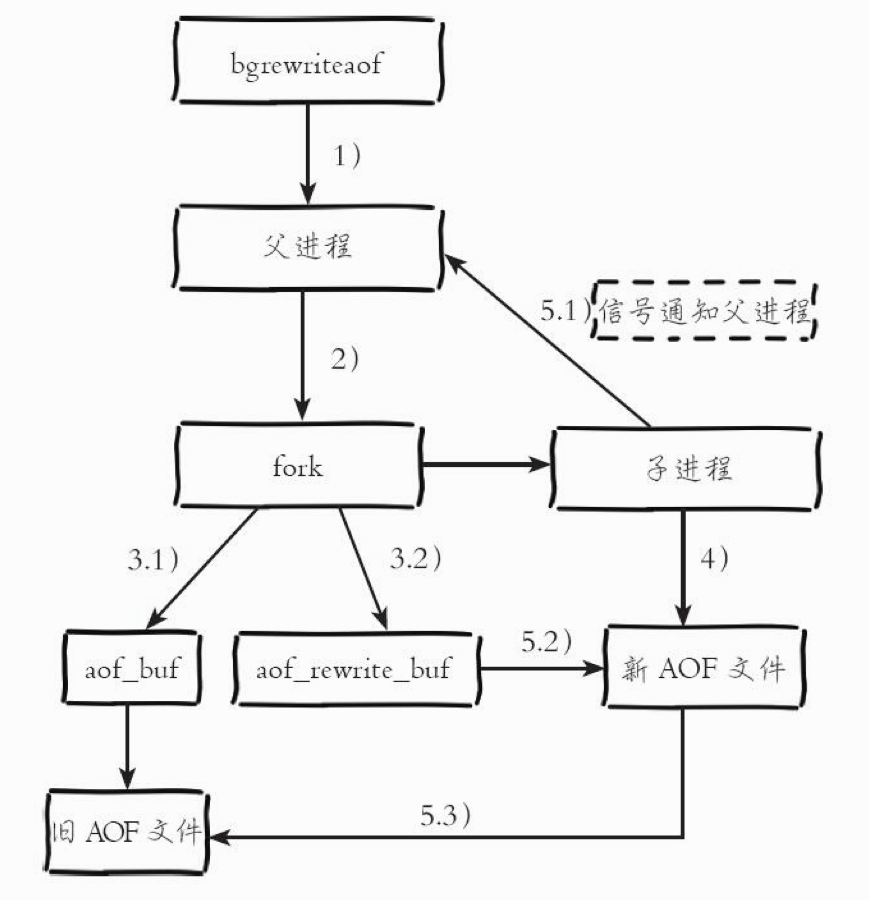 bgrewriteaof
1)
父进程
5.1)信号通知父进程
2)
fork
子进程
3.1)
3.2)
4)
aof_buf
aof_rewrite_buf
5.2)
新 AOF 文件
5.3)
旧 AOF 文件